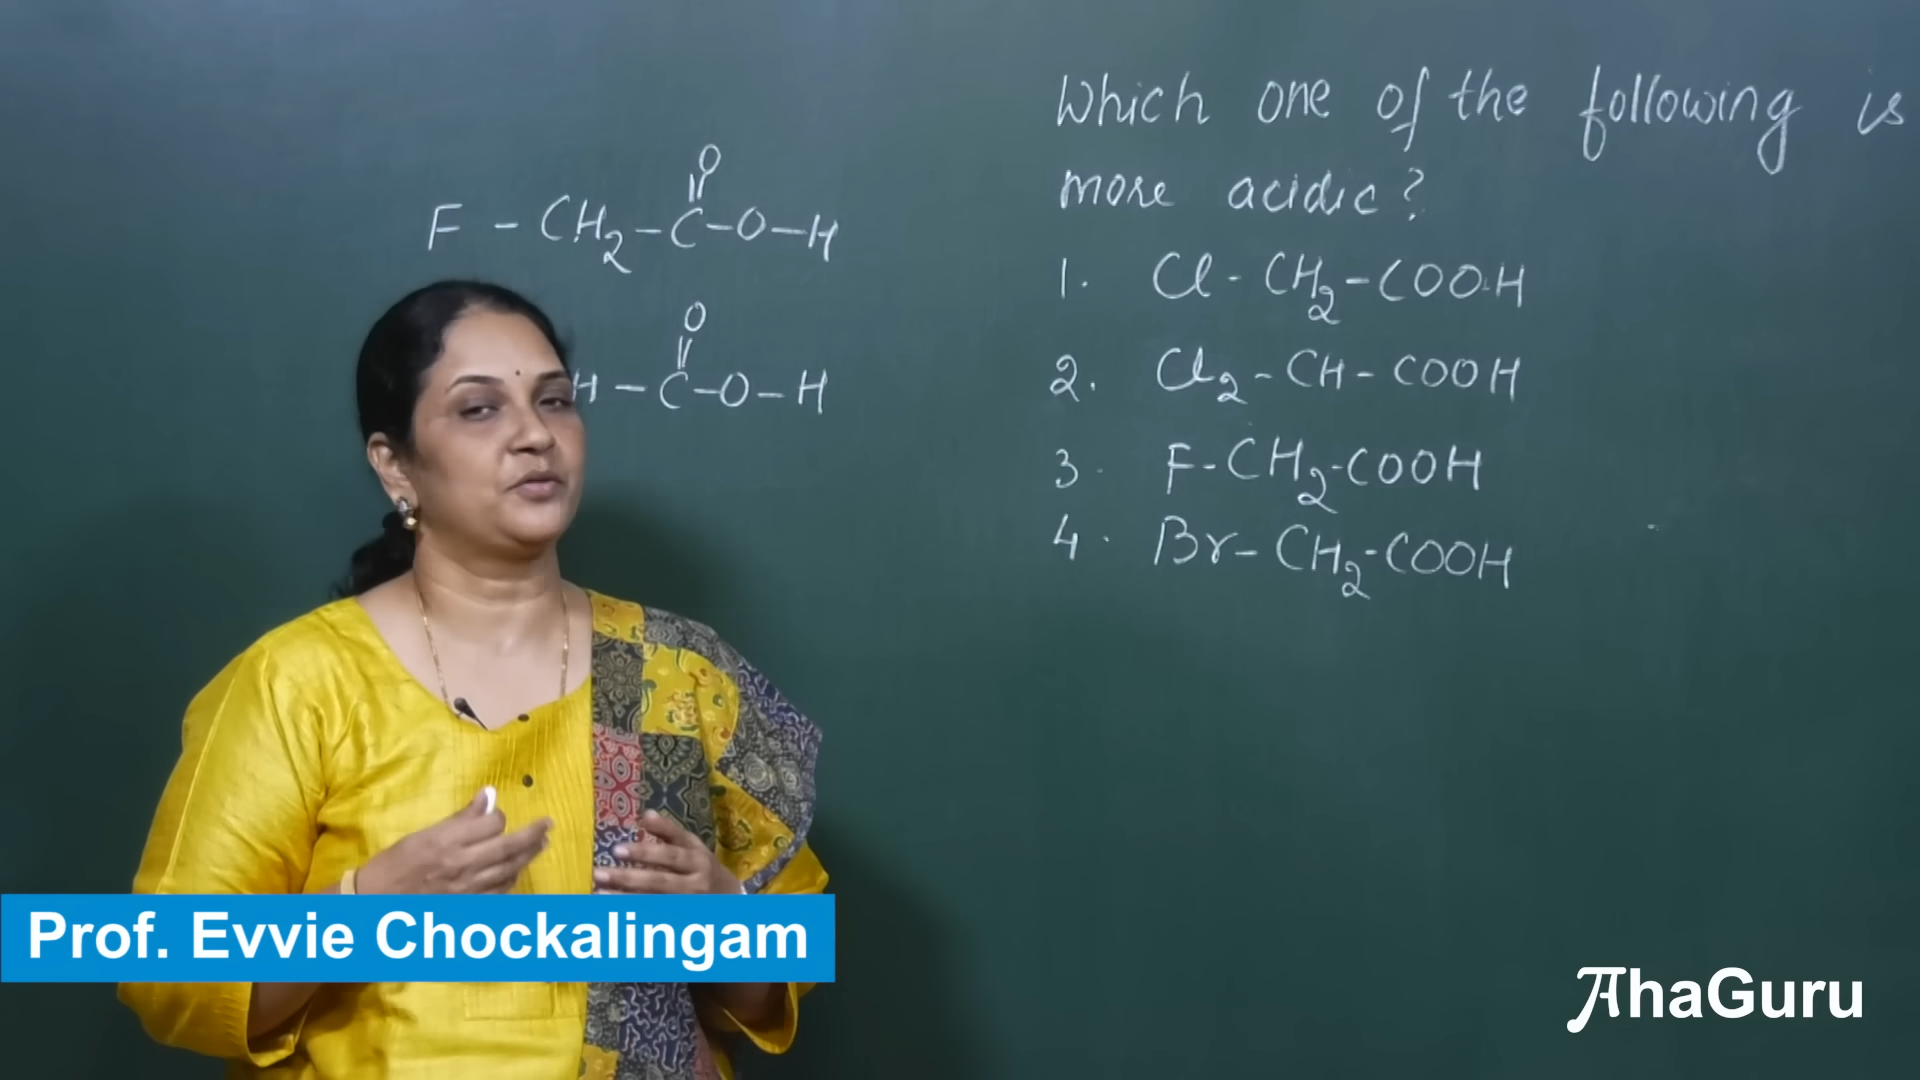 O
||
F - CH2 - C - O - H
O
||
H - C - O - H
Which one of the following is
more acidic?
1. Cl - CH2 - COOH
2. Cl2 - CH - COOH
3. F - CH2 - COOH
4. Br - CH2 - COOH
Prof. Evvie Chockalingam
AhaGuru